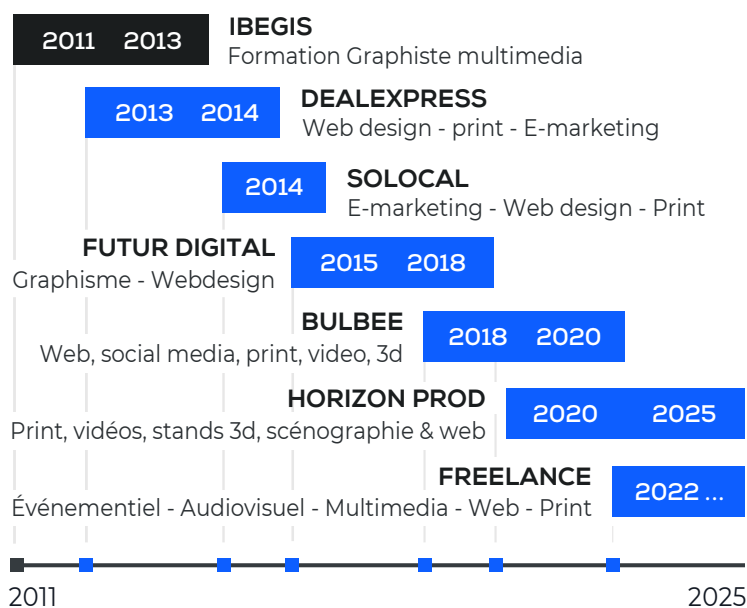 2011 2013
IBEGIS
Formation Graphiste multimedia
2013 2014
DEALEXPRESS
Web design - print - E-marketing
2014
SOLOCAL
E-marketing - Web design - Print
FUTUR DIGITAL
Graphisme - Webdesign
2015 2018
BULBEE
Web, social media, print, video, 3d
2018 2020
HORIZON PROD
Print, vidéos, stands 3d, scénographie & web
2020 2025
FREELANCE
Événementiel - Audiovisuel - Multimedia - Web - Print
2022 ...
2011 2025